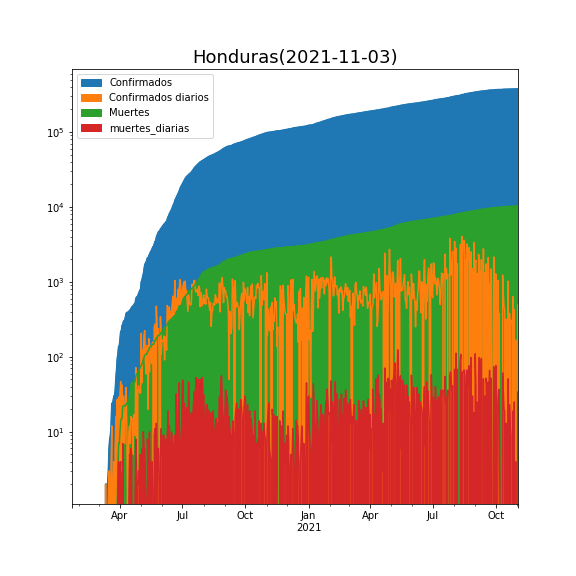 Honduras(2021-11-03)
Confirmados
Confirmados diarios
Muertes
muertes_diarias
10^5
10^4
10^3
10^2
10^1
Apr Jul Oct Jan Apr Jul Oct
2021